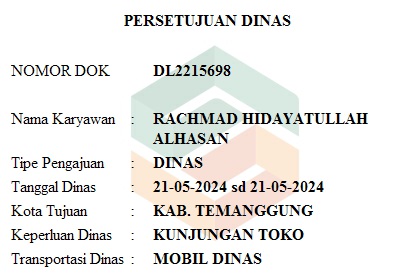 PERSETUJUAN DINAS
NOMOR DOK DL2215698
Nama Karyawan : RACHMAD HIDAYATULLAH
ALHASAN
Tipe Pengajuan : DINAS
Tanggal Dinas : 21-05-2024 sd 21-05-2024
Kota Tujuan : KAB. TEMANGGUNG
Keperluan Dinas : KUNJUNGAN TOKO
Transportasi Dinas : MOBIL DINAS